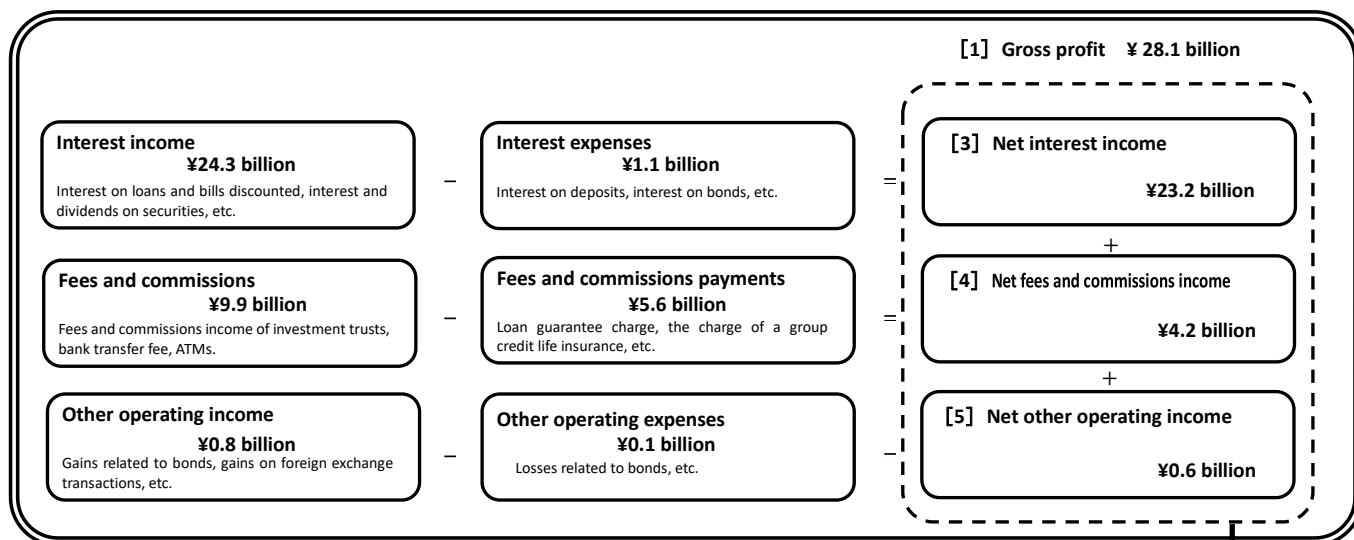 [1] Gross profit ¥ 28.1 billion
Interest income
¥24.3 billion
Interest on loans and bills discounted, interest and
dividends on securities, etc.
–
Interest expenses
¥1.1 billion
Interest on deposits, interest on bonds, etc.
=
[3] Net interest income
¥23.2 billion
+
Fees and commissions
¥9.9 billion
Fees and commissions income of investment trusts,
bank transfer fee, ATMs.
–
Fees and commissions payments
¥5.6 billion
Loan guarantee charge, the charge of a group
credit life insurance, etc.
=
[4] Net fees and commissions income
¥4.2 billion
+
Other operating income
¥0.8 billion
Gains related to bonds, gains on foreign exchange
transactions, etc.
–
Other operating expenses
¥0.1 billion
Losses related to bonds, etc.
–
[5] Net other operating income
¥0.6 billion